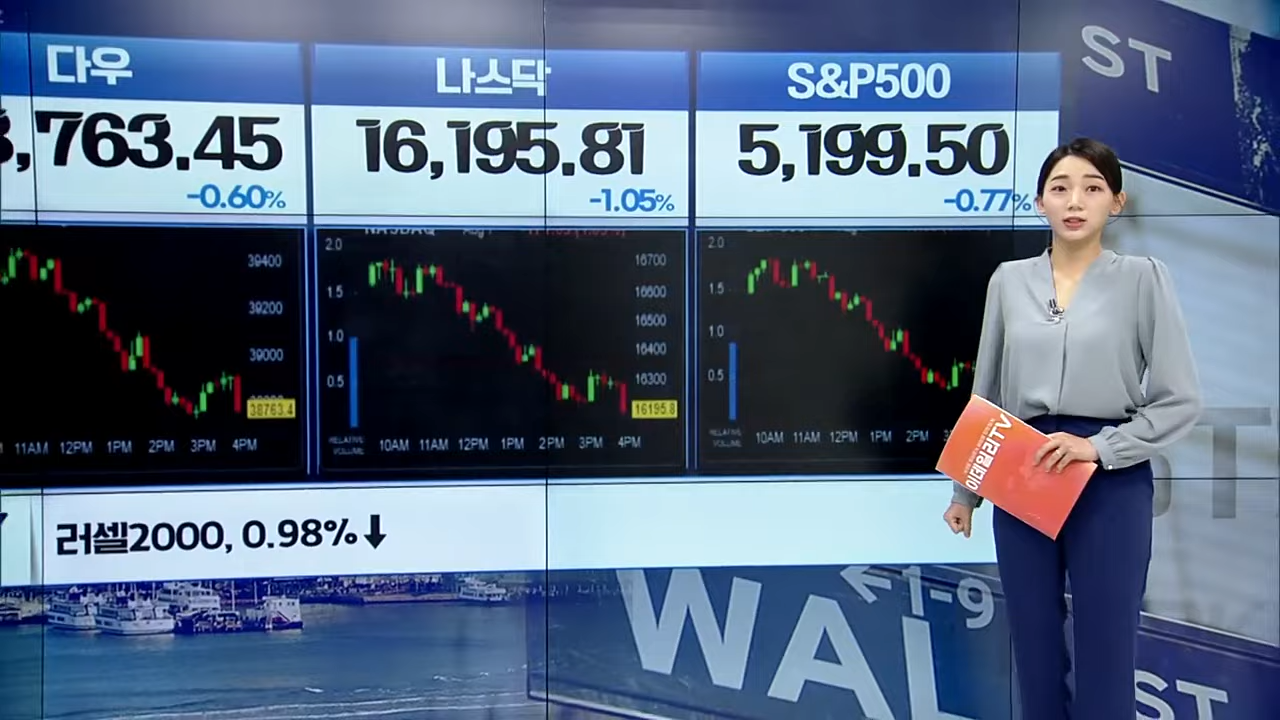 다우
나스닥
S&P500
,763.45
16,195.81
5,199.50
-0.60%
-1.05%
-0.77%
39400
39200
39000
38763.4
11AM 12PM 1PM 2PM 3PM 4PM
2.0
1.5
1.0
0.5
RELATIVE
VOLUME
16700
16600
16500
16400
16300
16195.8
10AM 11AM 12PM 1PM 2PM 3PM 4PM
2.0
1.5
1.0
0.5
RELATIVE
VOLUME
10AM 11AM 12PM 1PM 2PM
러셀2000, 0.98%↓
이데일리TV
ST
WAL
←1-9
ST
ST